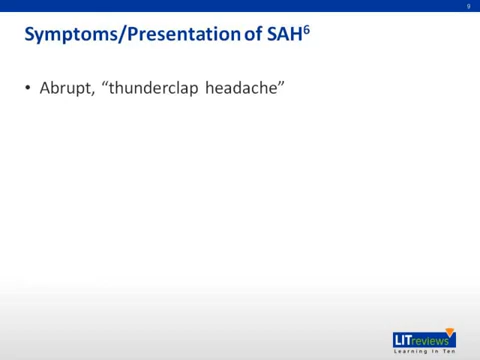 9
Symptoms/Presentation of SAH⁶
• Abrupt, “thunderclap headache”
LITreviews
Learning In Ten